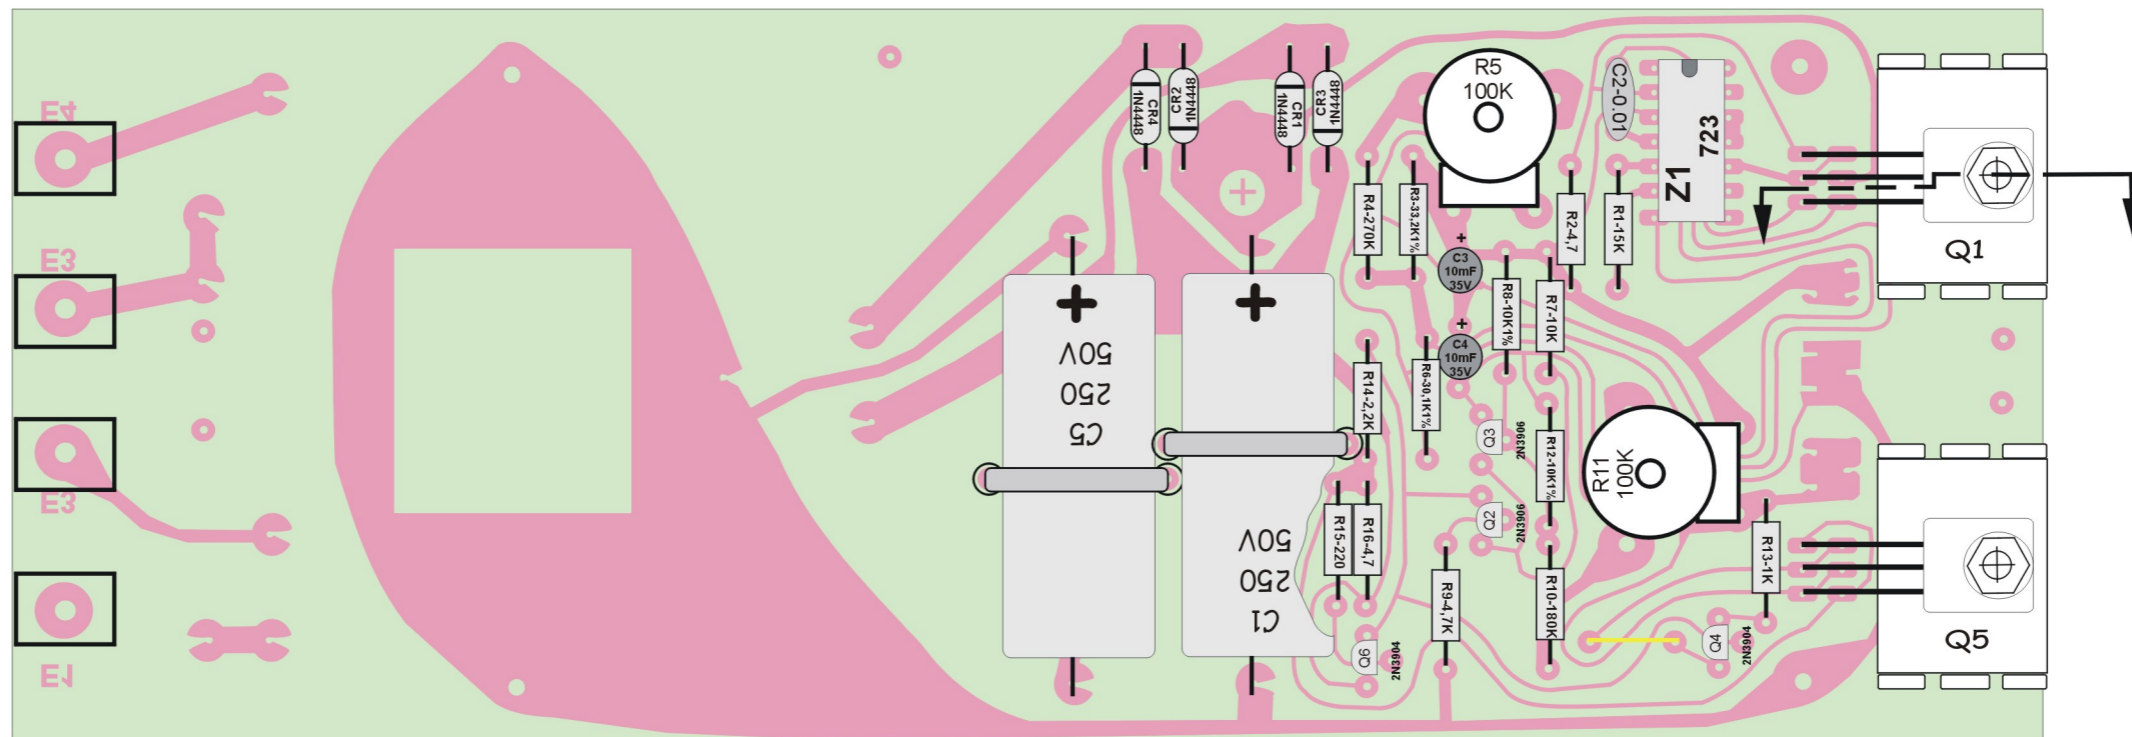 E4
E3
E3
E1
CR4
1N4448
CR2
1N4448
CR1
1N4448
CR3
1N4448
+
50V
250
C5
+
50V
250
C1
R4-270K
R3-33,2K1%
R5
100K
C2-0.01
723
Z1
R2-4,7
R1-15K
+
C3
10mF
35V
R8-10K1%
R7-10K
+
C4
10mF
35V
R14-2,2K
R6-30,1K1%
Q3
2N3906
R12-10K1%
R11
100K
Q2
2N3906
R15-220
R16-4,7
R9-4,7K
R10-180K
R13-1K
Q6
2N3904
Q4
2N3904
Q1
Q5